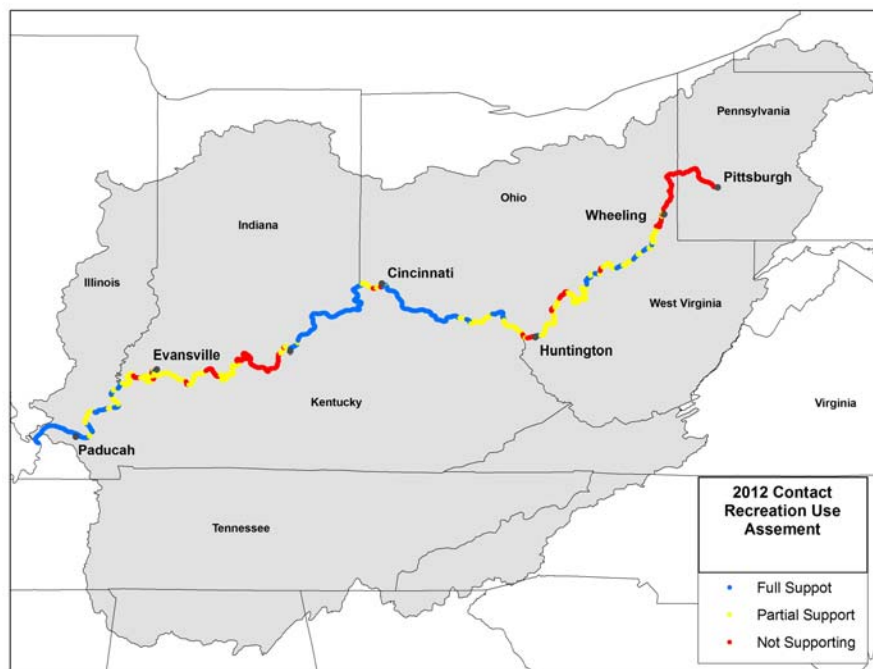 Pennsylvania
Pittsburgh
Ohio
Wheeling
Indiana
Cincinnati
Illinois
West Virginia
Evansville
Huntington
Kentucky
Virginia
Paducah
Tennessee
2012 Contact
Recreation Use
Assement
Full Suppot
Partial Support
Not Supporting